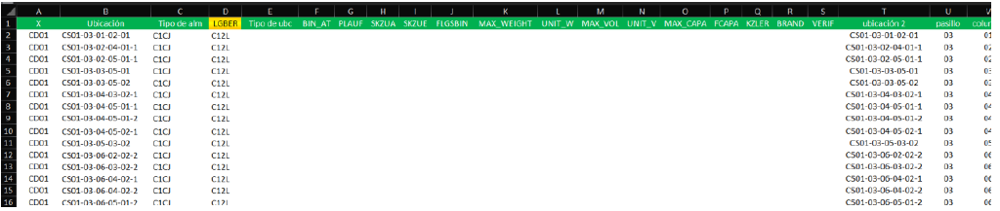 A B C D E F G H I J K L M N O P Q R S T U V
1 X Ubicación Tipo de alm LGBER Tipo de ubc BIN_AT PLAUF SKZUA SKZUE FLGSBIN MAX_WEIGHT UNIT_W MAX_VOL UNIT_V MAX_CAPA FCAPA KZLER BRAND VERIF ubicación 2 pasillo colum
2 CD01 CS01-03-01-02-01 C1CJ C12L CS01-03-01-02-01 03 01
3 CD01 CS01-03-02-04-01-1 C1CJ C12L CS01-03-02-04-01-1 03 02
4 CD01 CS01-03-02-05-01-1 C1CJ C12L CS01-03-02-05-01-1 03 02
5 CD01 CS01-03-03-05-01 C1CJ C12L CS01-03-03-05-01 03 03
6 CD01 CS01-03-03-05-02 C1CJ C12L CS01-03-03-05-02 03 03
7 CD01 CS01-03-04-03-02-1 C1CJ C12L CS01-03-04-03-02-1 03 04
8 CD01 CS01-03-04-05-01-1 C1CJ C12L CS01-03-04-05-01-1 03 04
9 CD01 CS01-03-04-05-01-2 C1CJ C12L CS01-03-04-05-01-2 03 04
10 CD01 CS01-03-04-05-02-1 C1CJ C12L CS01-03-04-05-02-1 03 04
11 CD01 CS01-03-05-03-02 C1CJ C12L CS01-03-05-03-02 03 05
12 CD01 CS01-03-06-02-02-2 C1CJ C12L CS01-03-06-02-02-2 03 06
13 CD01 CS01-03-06-03-02-2 C1CJ C12L CS01-03-06-03-02-2 03 06
14 CD01 CS01-03-06-04-02-1 C1CJ C12L CS01-03-06-04-02-1 03 06
15 CD01 CS01-03-06-04-02-2 C1CJ C12L CS01-03-06-04-02-2 03 06
16 CD01 CS01-03-06-05-01-2 C1CJ C12L CS01-03-06-05-01-2 03 06